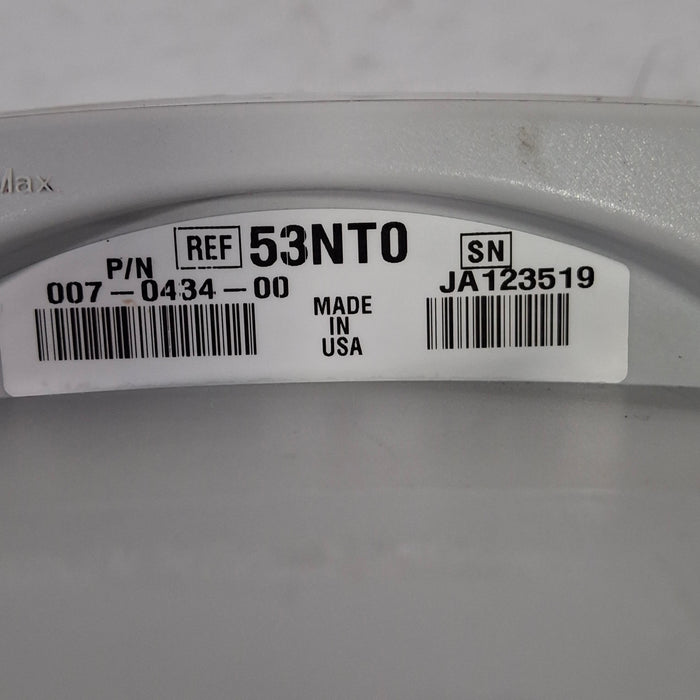 Max
REF 53NT0
P/N
007-0434-00
MADE
IN
USA
SN
JA123519